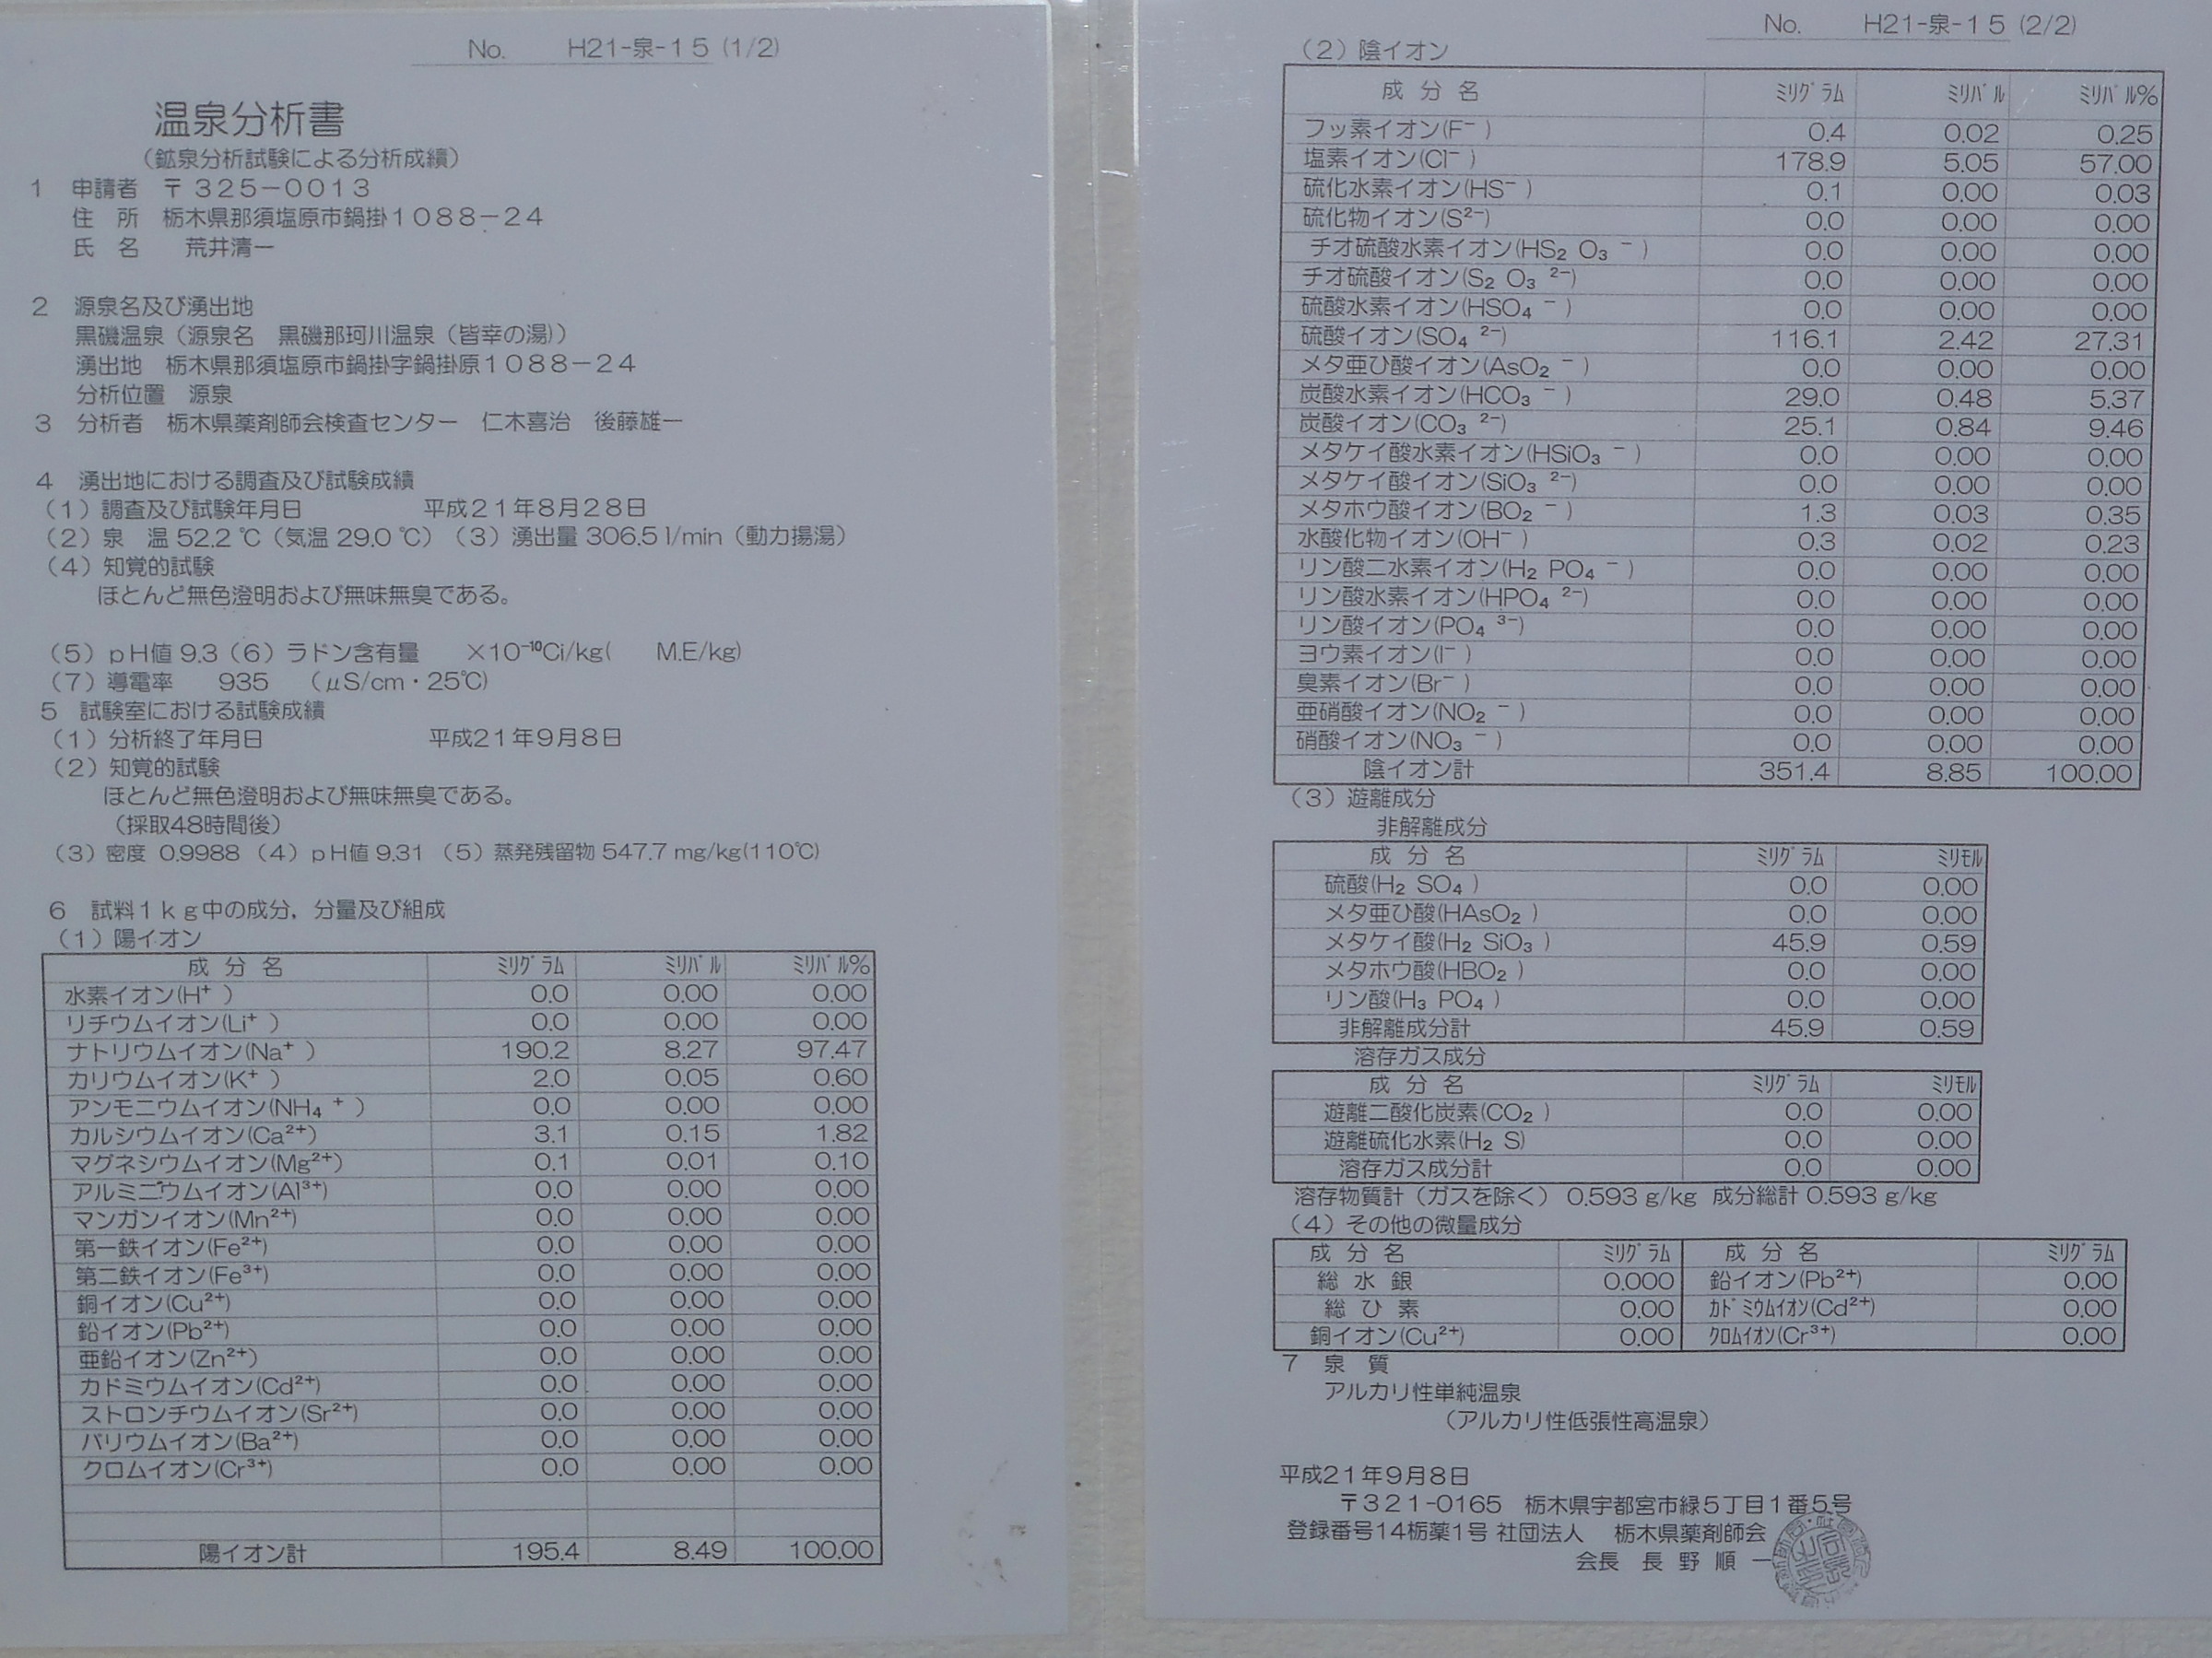 No. H21-泉-15 (1/2)
温泉分析書
（鉱泉分析試験による分析成績）
1 申請者 〒325-0013
住 所 栃木県那須塩原市鍋掛1088-24
氏 名 荒井清一
2 源泉名及び湧出地
黒磯温泉（源泉名 黒磯那珂川温泉（皆幸の湯））
湧出地 栃木県那須塩原市鍋掛字鍋掛原1088-24
分析位置 源泉
3 分析者 栃木県薬剤師会検査センター 仁木喜治 後藤雄一
4 湧出地における調査及び試験成績
（1）調査及び試験年月日 平成21年8月28日
（2）泉 温 52.2 ℃（気温 29.0 ℃）（3）湧出量 306.5 l/min（動力揚湯）
（4）知覚的試験
ほとんど無色澄明および無味無臭である。
（5）pH値 9.3（6）ラドン含有量 ×10⁻¹⁰Ci/kg( M.E/kg)
（7）導電率 935 （μS/cm・25℃）
5 試験室における試験成績
（1）分析終了年月日 平成21年9月8日
（2）知覚的試験
ほとんど無色澄明および無味無臭である。
（採取48時間後）
（3）密度 0.9988（4）pH値 9.31（5）蒸発残留物 547.7 mg/kg(110℃)
6 試料1kg中の成分，分量及び組成
（1）陽イオン
成 分 名 ﾐﾘｸﾞﾗﾑ ﾐﾘﾊﾞﾙ ﾐﾘﾊﾞﾙ%
水素イオン(H⁺ ) 0.0 0.00 0.00
リチウムイオン(Li⁺ ) 0.0 0.00 0.00
ナトリウムイオン(Na⁺ ) 190.2 8.27 97.47
カリウムイオン(K⁺ ) 2.0 0.05 0.60
アンモニウムイオン(NH₄ ⁺ ) 0.0 0.00 0.00
カルシウムイオン(Ca²⁺) 3.1 0.15 1.82
マグネシウムイオン(Mg²⁺) 0.1 0.01 0.10
アルミニウムイオン(Al³⁺) 0.0 0.00 0.00
マンガンイオン(Mn²⁺) 0.0 0.00 0.00
第一鉄イオン(Fe²⁺) 0.0 0.00 0.00
第二鉄イオン(Fe³⁺) 0.0 0.00 0.00
銅イオン(Cu²⁺) 0.0 0.00 0.00
鉛イオン(Pb²⁺) 0.0 0.00 0.00
亜鉛イオン(Zn²⁺) 0.0 0.00 0.00
カドミウムイオン(Cd²⁺) 0.0 0.00 0.00
ストロンチウムイオン(Sr²⁺) 0.0 0.00 0.00
バリウムイオン(Ba²⁺) 0.0 0.00 0.00
クロムイオン(Cr³⁺) 0.0 0.00 0.00
陽イオン計 195.4 8.49 100.00
No. H21-泉-15 (2/2)
（2）陰イオン
成 分 名 ﾐﾘｸﾞﾗﾑ ﾐﾘﾊﾞﾙ ﾐﾘﾊﾞﾙ%
フッ素イオン(F⁻ ) 0.4 0.02 0.25
塩素イオン(Cl⁻ ) 178.9 5.05 57.00
硫化水素イオン(HS⁻ ) 0.1 0.00 0.03
硫化物イオン(S²⁻) 0.0 0.00 0.00
チオ硫酸水素イオン(HS₂ O₃ ⁻ ) 0.0 0.00 0.00
チオ硫酸イオン(S₂ O₃ ²⁻) 0.0 0.00 0.00
硫酸水素イオン(HSO₄ ⁻ ) 0.0 0.00 0.00
硫酸イオン(SO₄ ²⁻) 116.1 2.42 27.31
メタ亜ひ酸イオン(AsO₂ ⁻ ) 0.0 0.00 0.00
炭酸水素イオン(HCO₃ ⁻ ) 29.0 0.48 5.37
炭酸イオン(CO₃ ²⁻) 25.1 0.84 9.46
メタケイ酸水素イオン(HSiO₃ ⁻ ) 0.0 0.00 0.00
メタケイ酸イオン(SiO₃ ²⁻) 0.0 0.00 0.00
メタホウ酸イオン(BO₂ ⁻ ) 1.3 0.03 0.35
水酸化物イオン(OH⁻ ) 0.3 0.02 0.23
リン酸二水素イオン(H₂ PO₄ ⁻ ) 0.0 0.00 0.00
リン酸水素イオン(HPO₄ ²⁻) 0.0 0.00 0.00
リン酸イオン(PO₄ ³⁻) 0.0 0.00 0.00
ヨウ素イオン(I⁻ ) 0.0 0.00 0.00
臭素イオン(Br⁻ ) 0.0 0.00 0.00
亜硝酸イオン(NO₂ ⁻ ) 0.0 0.00 0.00
硝酸イオン(NO₃ ⁻ ) 0.0 0.00 0.00
陰イオン計 351.4 8.85 100.00
（3）遊離成分
非解離成分
成 分 名 ﾐﾘｸﾞﾗﾑ ﾐﾘﾓﾙ
硫酸(H₂ SO₄ ) 0.0 0.00
メタ亜ひ酸(HAsO₂ ) 0.0 0.00
メタケイ酸(H₂ SiO₃ ) 45.9 0.59
メタホウ酸(HBO₂ ) 0.0 0.00
リン酸(H₃ PO₄ ) 0.0 0.00
非解離成分計 45.9 0.59
溶存ガス成分
成 分 名 ﾐﾘｸﾞﾗﾑ ﾐﾘﾓﾙ
遊離二酸化炭素(CO₂ ) 0.0 0.00
遊離硫化水素(H₂ S) 0.0 0.00
溶存ガス成分計 0.0 0.00
溶存物質計（ガスを除く） 0.593 g/kg 成分総計 0.593 g/kg
（4）その他の微量成分
成 分 名 ﾐﾘｸﾞﾗﾑ 成 分 名 ﾐﾘｸﾞﾗﾑ
総 水 銀 0.000 鉛イオン(Pb²⁺) 0.00
総 ひ 素 0.00 ｶﾄﾞﾐｳﾑｲｵﾝ(Cd²⁺) 0.00
銅イオン(Cu²⁺) 0.00 ｸﾛﾑｲｵﾝ(Cr³⁺) 0.00
7 泉 質
アルカリ性単純温泉
（アルカリ性低張性高温泉）
平成21年9月8日
〒321-0165 栃木県宇都宮市緑5丁目1番5号
登録番号14栃薬1号 社団法人 栃木県薬剤師会
会長 長 野 順 一